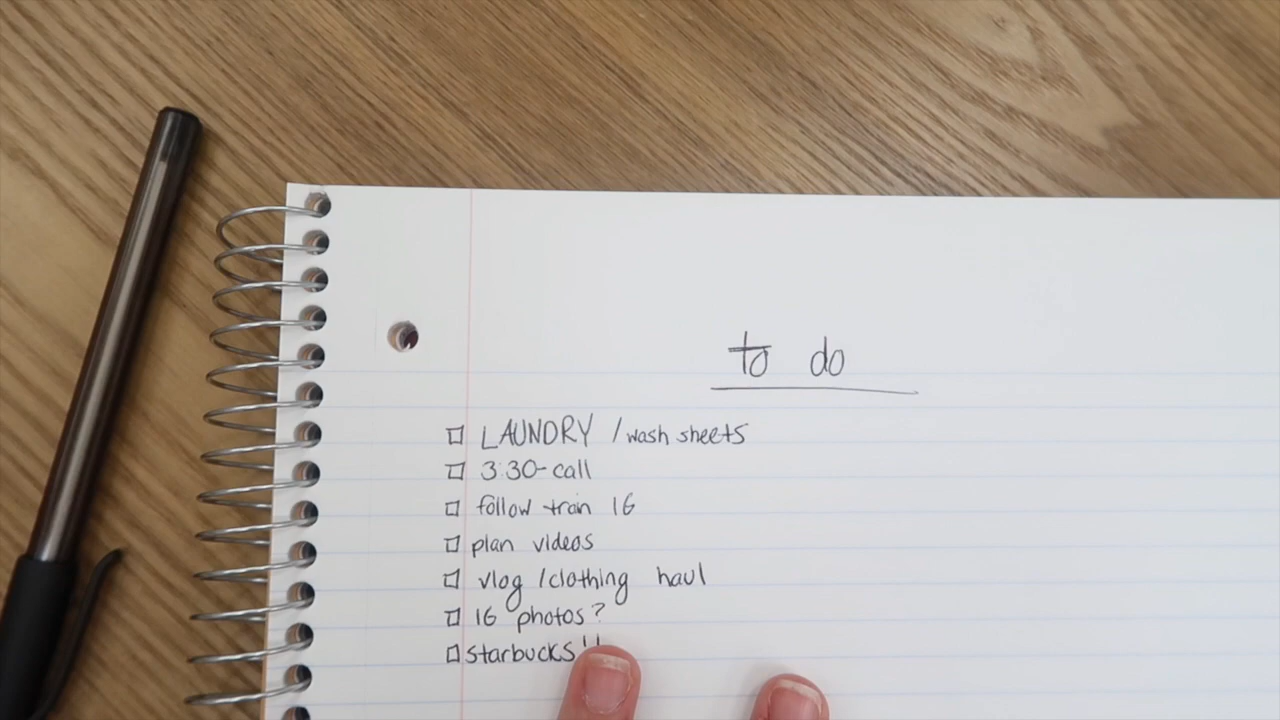 to do
LAUNDRY / wash sheets
3:30-call
follow train IG
plan videos
vlog / clothing haul
IG photos?
starbucks!!